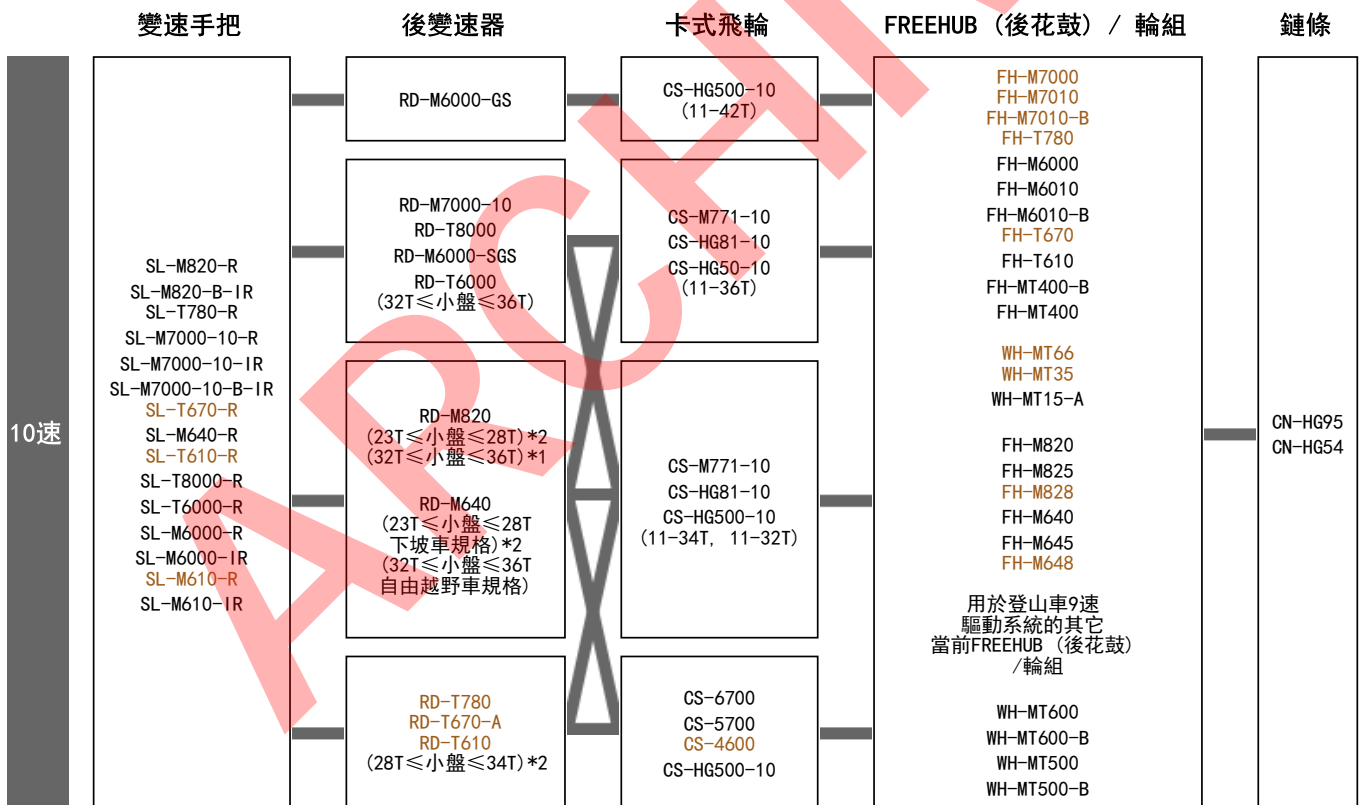 變速手把
後變速器
卡式飛輪
FREEHUB (後花鼓) / 輪組
鏈條
10速
SL-M820-R
SL-M820-B-IR
SL-T780-R
SL-M7000-10-R
SL-M7000-10-IR
SL-M7000-10-B-IR
SL-T670-R
SL-M640-R
SL-T610-R
SL-T8000-R
SL-T6000-R
SL-M6000-R
SL-M6000-IR
SL-M610-R
SL-M610-IR
RD-M6000-GS
RD-M7000-10
RD-T8000
RD-M6000-SGS
RD-T6000
(32T≤小盤≤36T)
RD-M820
(23T≤小盤≤28T)*2
(32T≤小盤≤36T)*1
RD-M640
(23T≤小盤≤28T
下坡車規格)*2
(32T≤小盤≤36T
自由越野車規格)
RD-T780
RD-T670-A
RD-T610
(28T≤小盤≤34T)*2
CS-HG500-10
(11-42T)
CS-M771-10
CS-HG81-10
CS-HG50-10
(11-36T)
CS-M771-10
CS-HG81-10
CS-HG500-10
(11-34T, 11-32T)
CS-6700
CS-5700
CS-4600
CS-HG500-10
FH-M7000
FH-M7010
FH-M7010-B
FH-T780
FH-M6000
FH-M6010
FH-M6010-B
FH-T670
FH-T610
FH-MT400-B
FH-MT400
WH-MT66
WH-MT35
WH-MT15-A
FH-M820
FH-M825
FH-M828
FH-M640
FH-M645
FH-M648
用於登山車9速
驅動系統的其它
當前FREEHUB (後花鼓)
/輪組
WH-MT600
WH-MT600-B
WH-MT500
WH-MT500-B
CN-HG95
CN-HG54